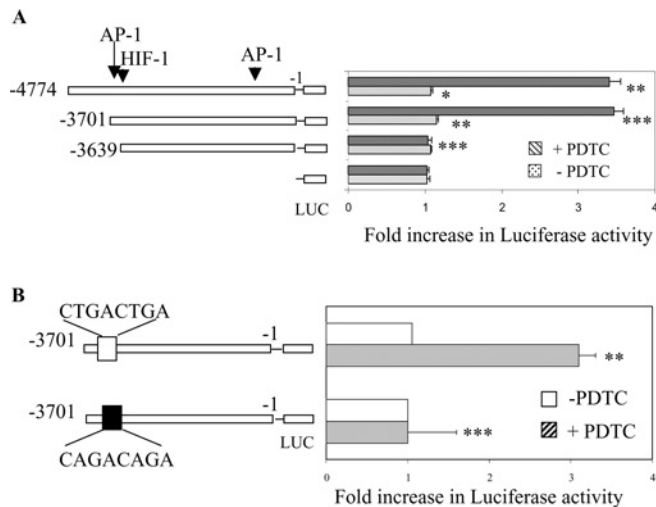 A
AP-1
HIF-1
AP-1
-4774
-1
*
**
-3701
**
***
-3639
***
+ PDTC
- PDTC
LUC
0 1 2 3 4
Fold increase in Luciferase activity
B
CTGACTGA
-3701
-1
**
-PDTC
+ PDTC
-3701
-1
***
LUC
CAGACAGA
0 1 2 3 4
Fold increase in Luciferase activity